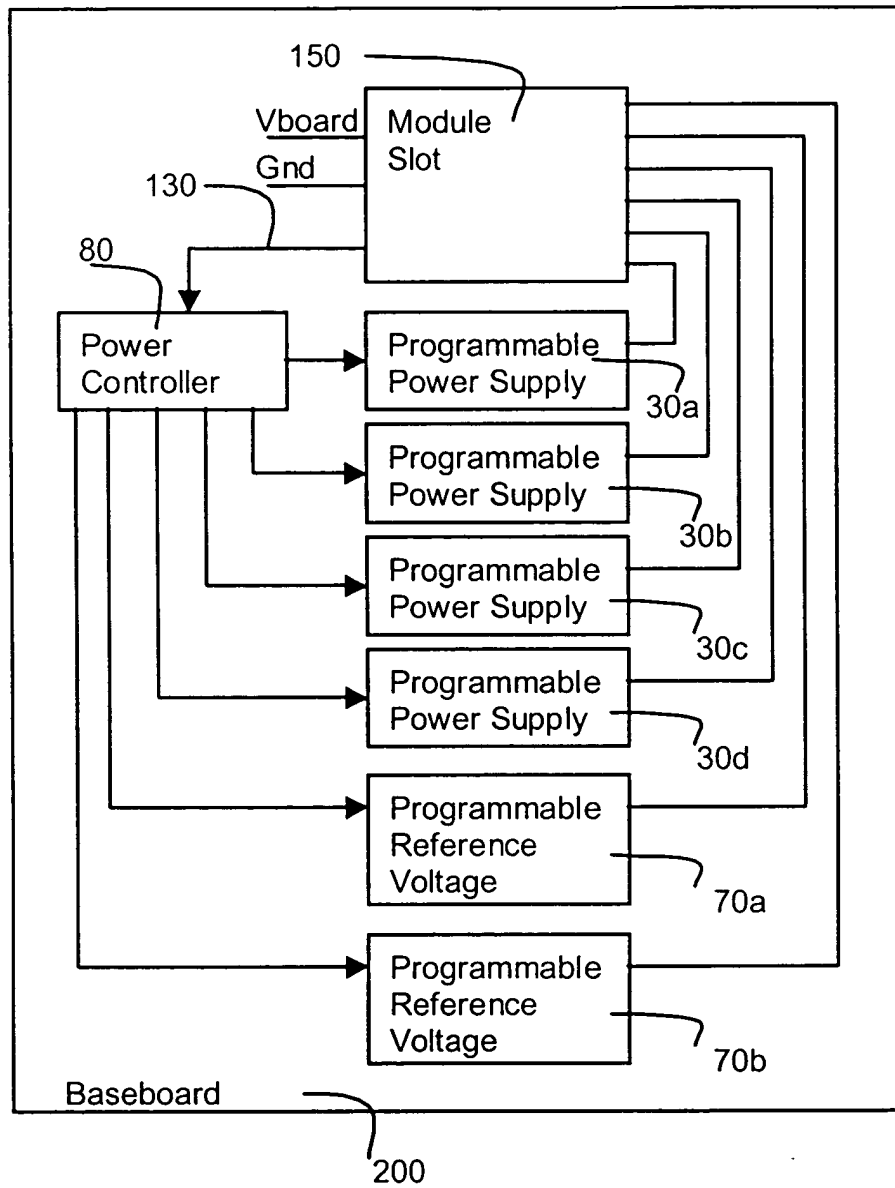 150
Vboard
Module
Slot
Gnd
130
80
Power
Controller
Programmable
Power Supply
30a
Programmable
Power Supply
30b
Programmable
Power Supply
30c
Programmable
Power Supply
30d
Programmable
Reference
Voltage
70a
Programmable
Reference
Voltage
70b
Baseboard
200